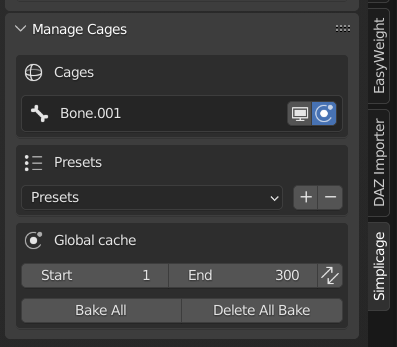 Manage Cages
Cages
Bone.001
Presets
Presets
Global cache
Start 1 End 300
Bake All Delete All Bake
EasyWeight
DAZ Importer
Simplicage